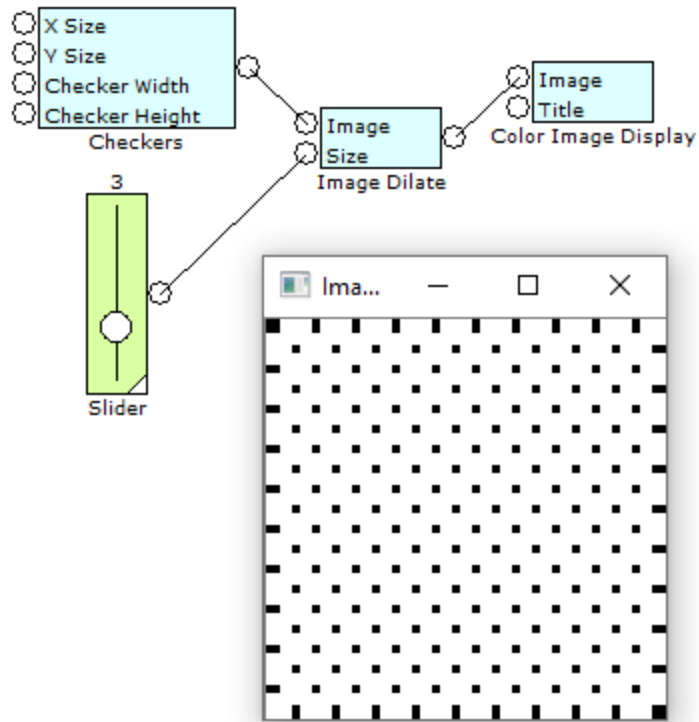 X Size
Y Size
Checker Width
Checker Height
Checkers
Image
Size
Image Dilate
Image
Title
Color Image Display
3
Slider
Ima...